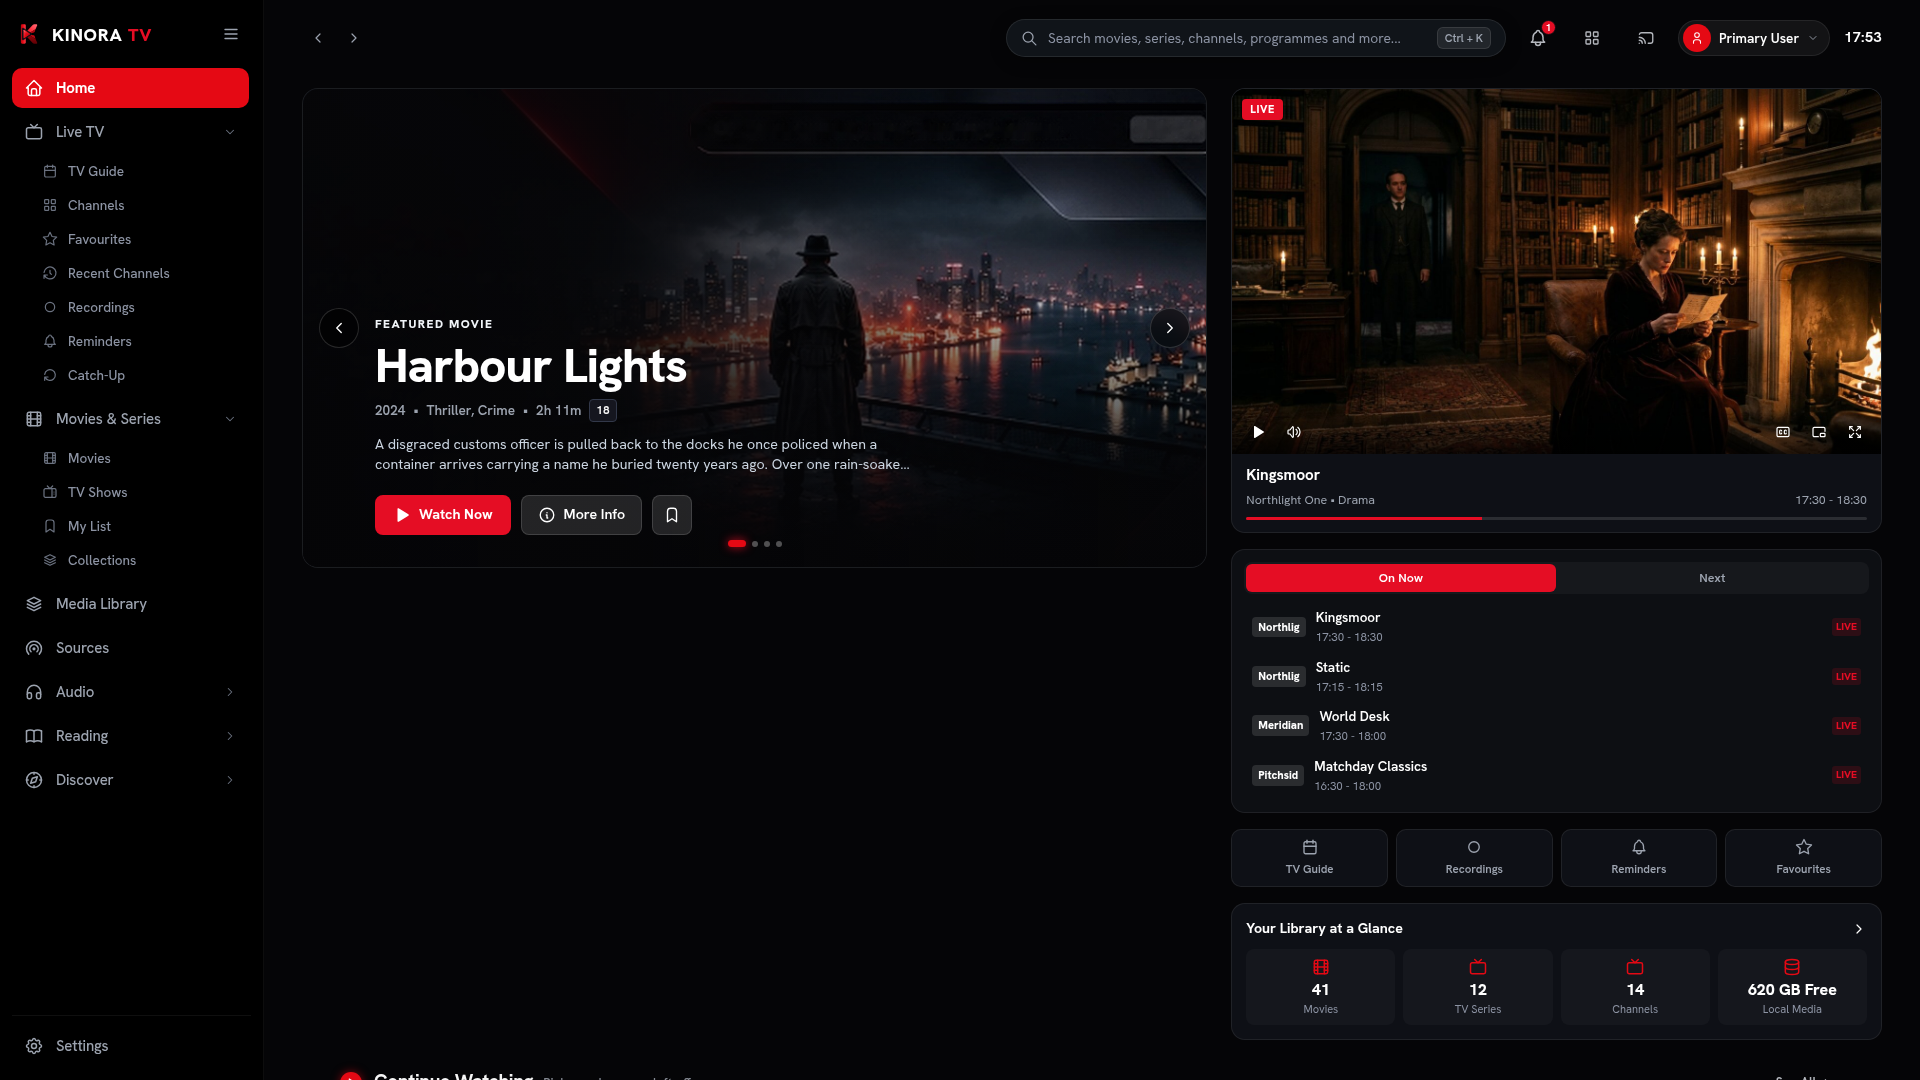 KINORA TV
Home
Live TV
TV Guide
Channels
Favourites
Recent Channels
Recordings
Reminders
Catch-Up
Movies & Series
Movies
TV Shows
My List
Collections
Media Library
Sources
Audio
Reading
Discover
Settings
Search movies, series, channels, programmes and more...
Ctrl + K
1
Primary User
17:53
FEATURED MOVIE
Harbour Lights
2024 • Thriller, Crime • 2h 11m 18
A disgraced customs officer is pulled back to the docks he once policed when a
container arrives carrying a name he buried twenty years ago. Over one rain-soake...
Watch Now
More Info
LIVE
Kingsmoor
Northlight One • Drama
17:30 - 18:30
On Now
Next
Northlig
Kingsmoor
17:30 - 18:30
LIVE
Northlig
Static
17:15 - 18:15
LIVE
Meridian
World Desk
17:30 - 18:00
LIVE
Pitchsid
Matchday Classics
16:30 - 18:00
LIVE
TV Guide
Recordings
Reminders
Favourites
Your Library at a Glance
41
Movies
12
TV Series
14
Channels
620 GB Free
Local Media
Continue Watching